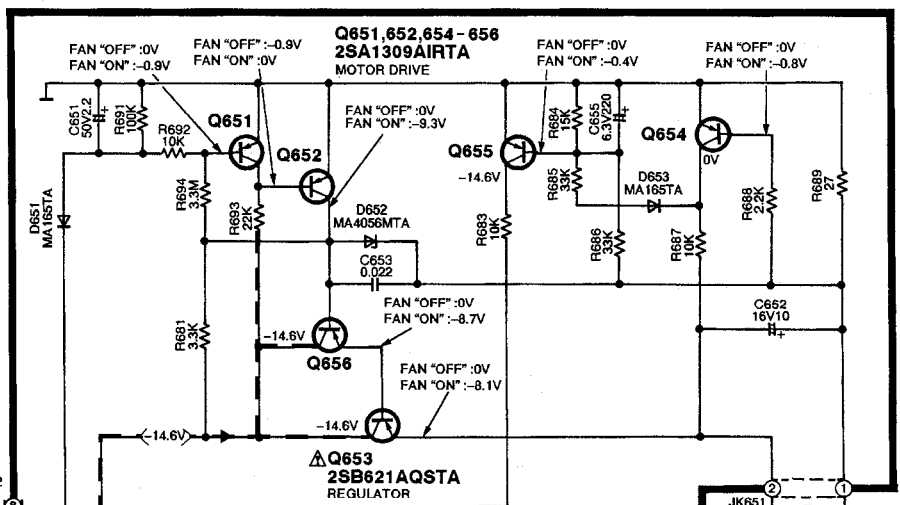 Q651,652,654-656
2SA1309AIRTA
MOTOR DRIVE
FAN "OFF" :0V
FAN "ON" :-0.9V
FAN "OFF" :-0.9V
FAN "ON" :0V
FAN "OFF" :0V
FAN "ON" :-0.4V
FAN "OFF" :0V
FAN "ON" :-0.8V
C651
50V2.2
R691
100K
R692
10K
Q651
FAN "OFF" :0V
FAN "ON" :-9.3V
Q652
Q655
-14.6V
R684
15K
C655
6.3V220
Q654
0V
D651
MA165TA
R694
3.3M
R693
22K
D652
MA4056MTA
C653
0.022
R683
10K
R685
33K
D653
MA165TA
R686
33K
R687
10K
R688
2.2K
R689
27
R681
3.3K
-14.6V
Q656
FAN "OFF" :0V
FAN "ON" :-8.7V
C652
16V10
+
FAN "OFF" :0V
FAN "ON" :-8.1V
-14.6V
-14.6V
Q653
2SB621AQSTA
REGULATOR
2
1
JK651